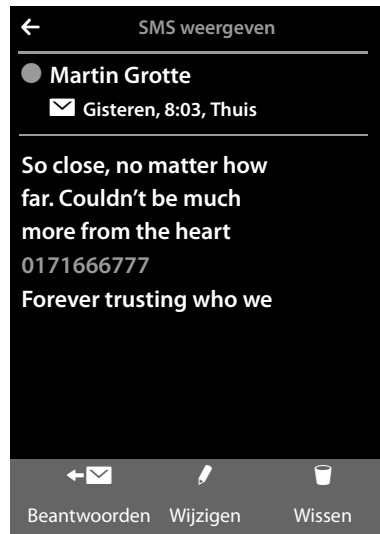 SMS weergeven
Martin Grotte
Gisteren, 8:03, Thuis
So close, no matter how
far. Couldn't be much
more from the heart
0171666777
Forever trusting who we
Beantwoorden Wijzigen Wissen